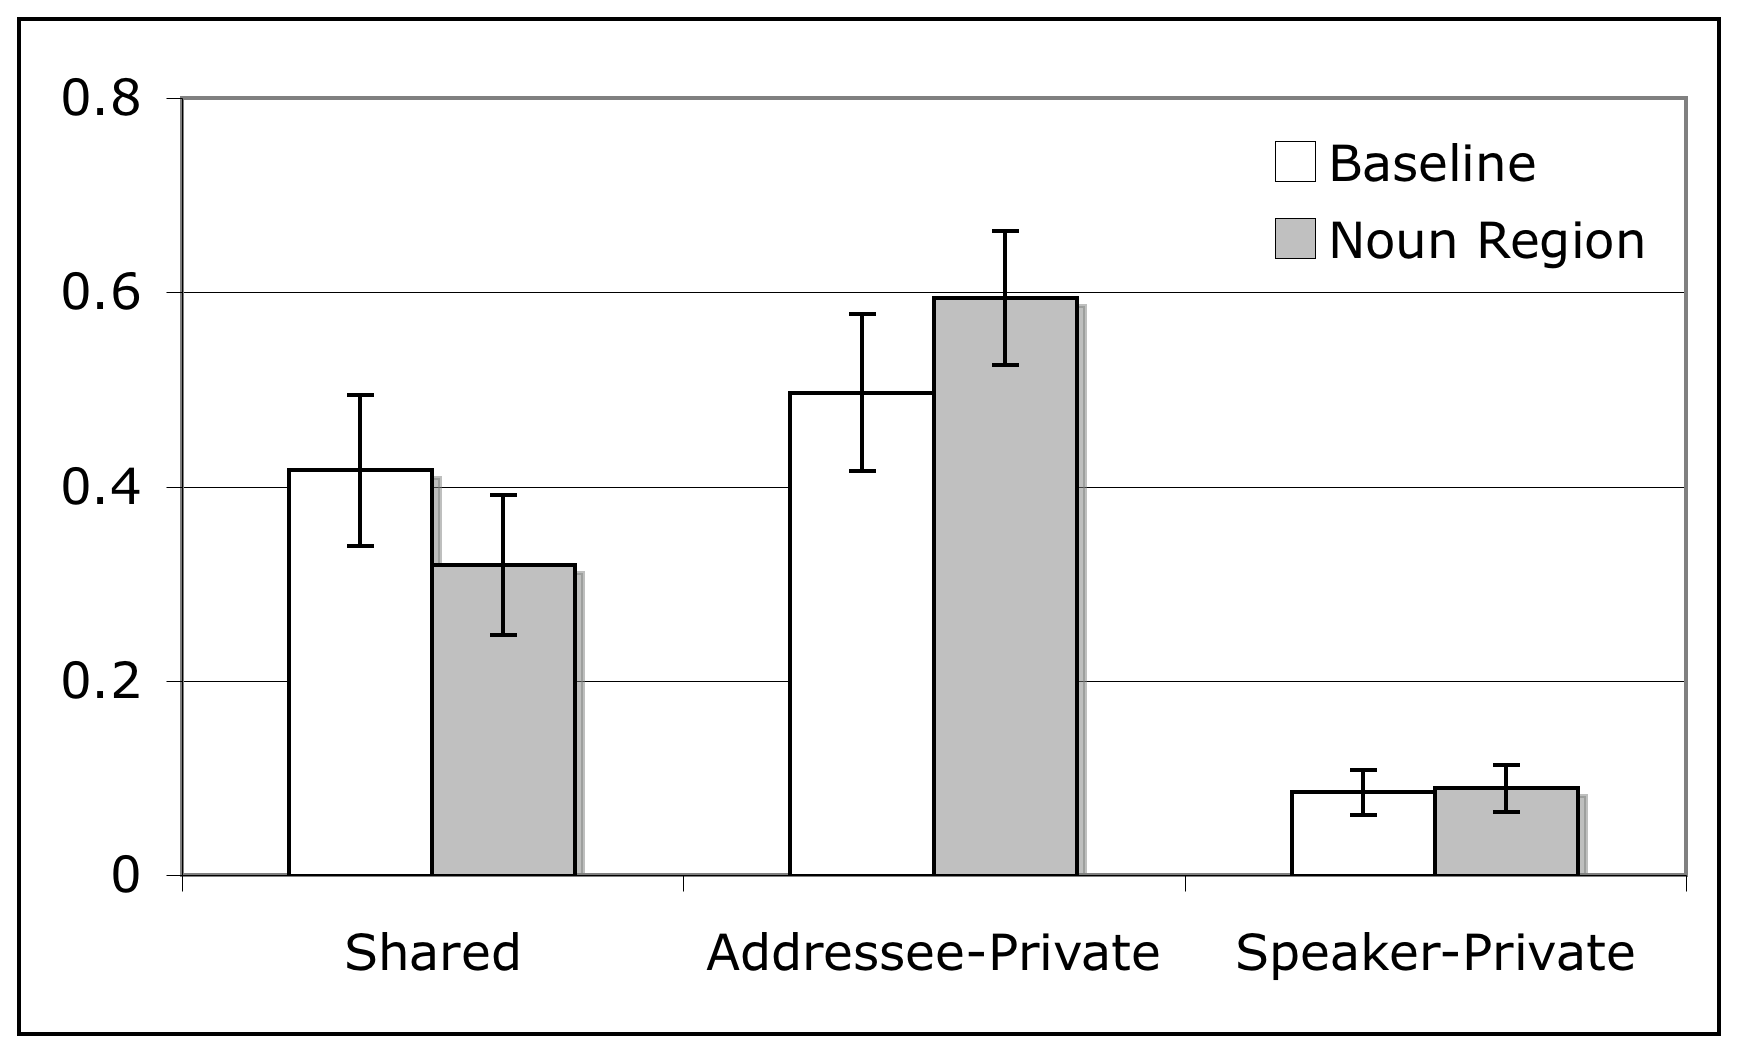 0.8
0.6
0.4
0.2
0
Baseline
Noun Region
Shared
Addressee-Private
Speaker-Private